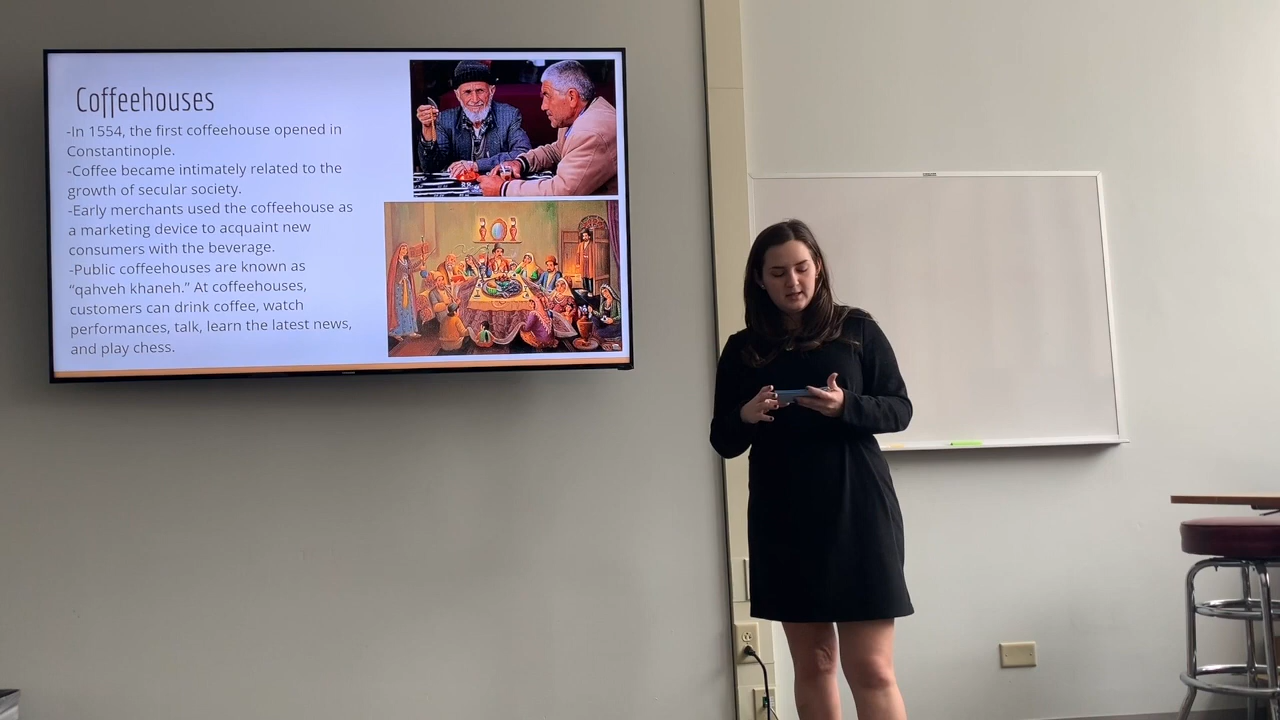 Coffeehouses
-In 1554, the first coffeehouse opened in
Constantinople.
-Coffee became intimately related to the
growth of secular society.
-Early merchants used the coffeehouse as
a marketing device to acquaint new
consumers with the beverage.
-Public coffeehouses are known as
“qahveh khaneh.” At coffeehouses,
customers can drink coffee, watch
performances, talk, learn the latest news,
and play chess.